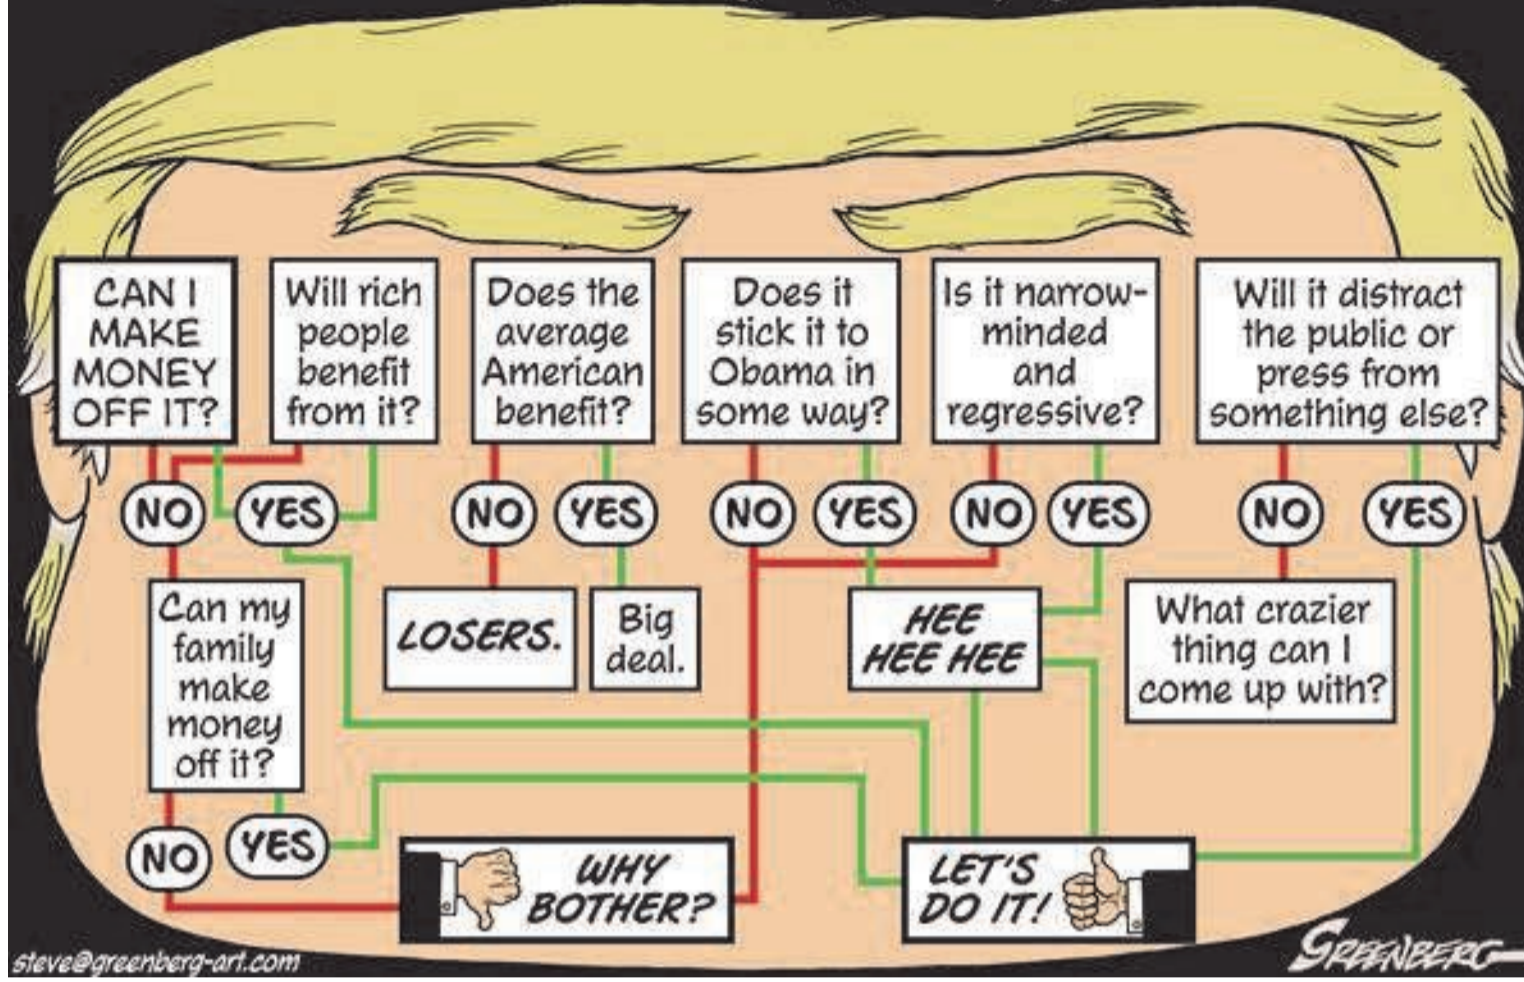 CAN I
MAKE
MONEY
OFF IT?
Will rich
people
benefit
from it?
Does the
average
American
benefit?
Does it
stick it to
Obama in
some way?
Is it narrow-
minded
and
regressive?
Will it distract
the public or
press from
something else?
NO
YES
NO
YES
NO
YES
NO
YES
NO
YES
Can my
family
make
money
off it?
LOSERS.
Big
deal.
HEE
HEE HEE
What crazier
thing can I
come up with?
NO
YES
WHY
BOTHER?
LET'S
DO IT!
steve@greenberg-art.com
GREENBERG